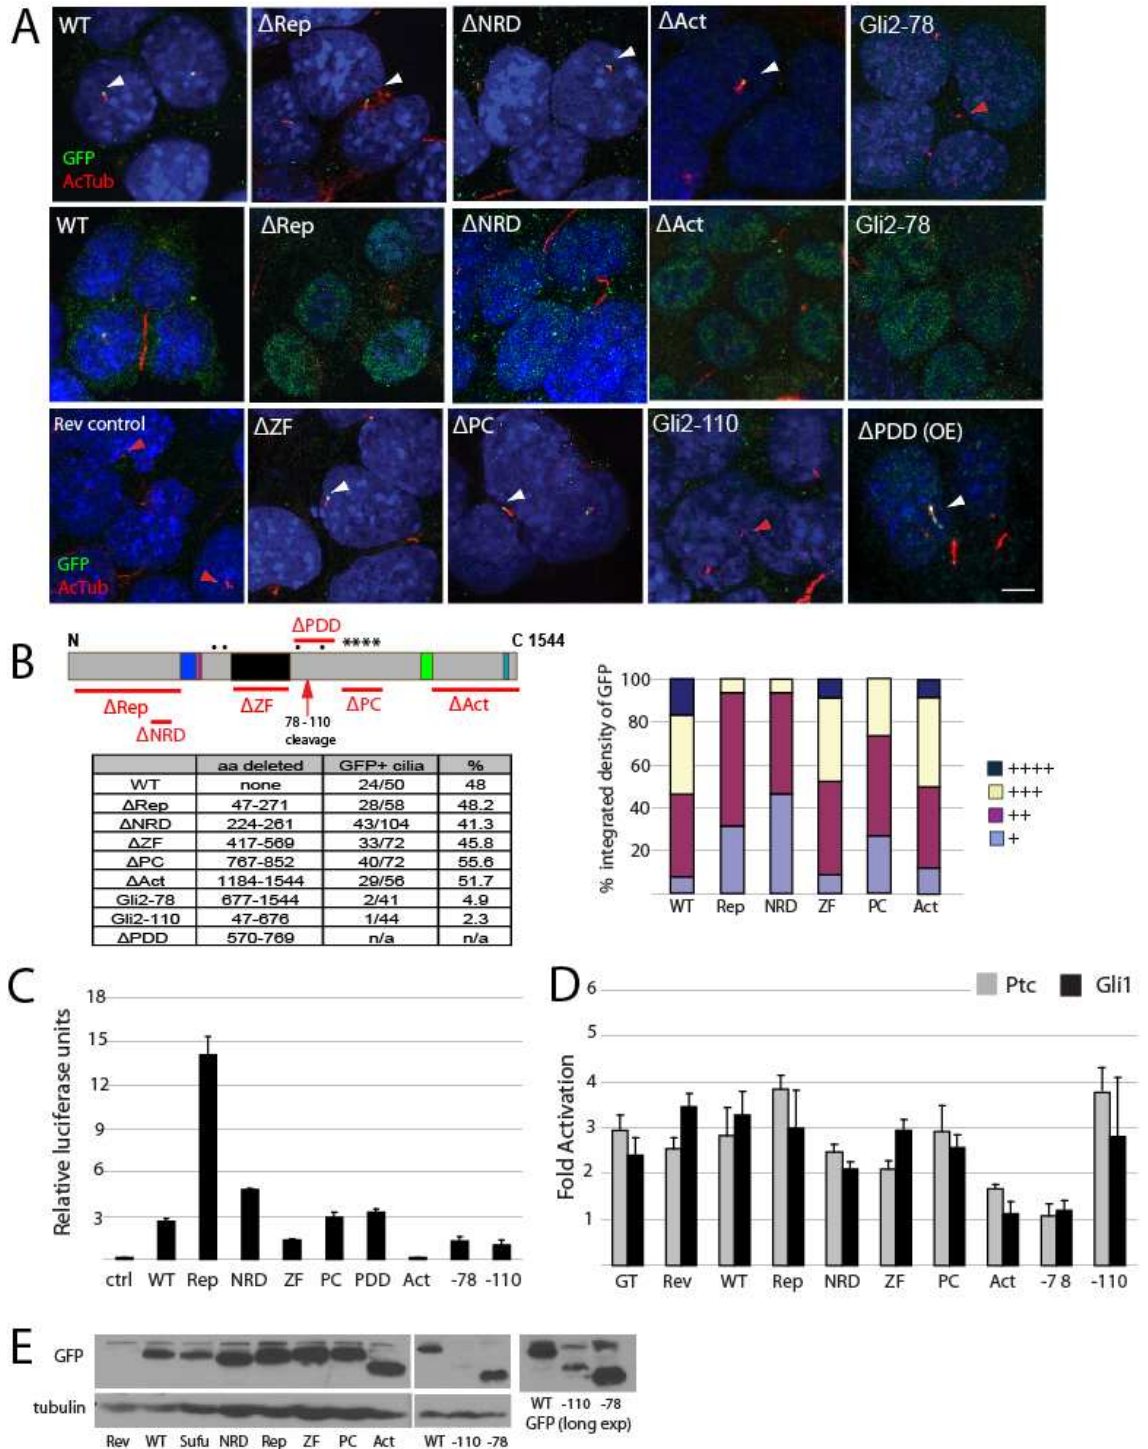 A
WT ΔRep ΔNRD ΔAct Gli2-78
GFP
AcTub
WT ΔRep ΔNRD ΔAct Gli2-78
Rev control ΔZF ΔPC Gli2-110 ΔPDD (OE)
GFP
AcTub
B
N ΔPDD **** C 1544
ΔRep ΔZF ΔPC ΔAct
ΔNRD
78 - 110
cleavage
aa deleted GFP+ cilia %
WT none 24/50 48
ΔRep 47-271 28/58 48.2
ΔNRD 224-261 43/104 41.3
ΔZF 417-569 33/72 45.8
ΔPC 767-852 40/72 55.6
ΔAct 1184-1544 29/56 51.7
Gli2-78 677-1544 2/41 4.9
Gli2-110 47-676 1/44 2.3
ΔPDD 570-769 n/a n/a
% integrated density of GFP
100
80
60
40
20
WT Rep NRD ZF PC Act
++++
+++
++
+
C
Relative luciferase units
18
15
12
9
6
3
ctrl WT Rep NRD ZF PC PDD Act -78 -110
D
Ptc Gli1
Fold Activation
6
5
4
3
2
1
GT Rev WT Rep NRD ZF PC Act -7 8 -110
E
GFP
tubulin
Rev WT Sufu NRD Rep ZF PC Act WT -110 -78
WT -110 -78
GFP (long exp)